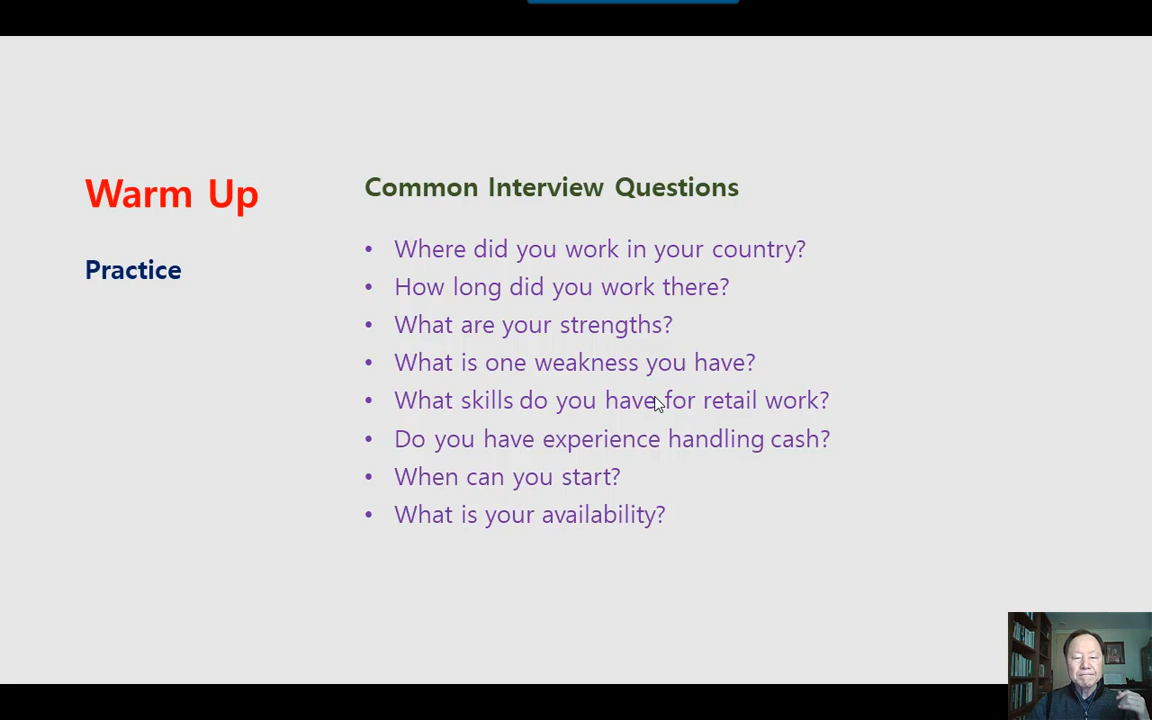 Warm Up
Practice
Common Interview Questions
• Where did you work in your country?
• How long did you work there?
• What are your strengths?
• What is one weakness you have?
• What skills do you have for retail work?
• Do you have experience handling cash?
• When can you start?
• What is your availability?